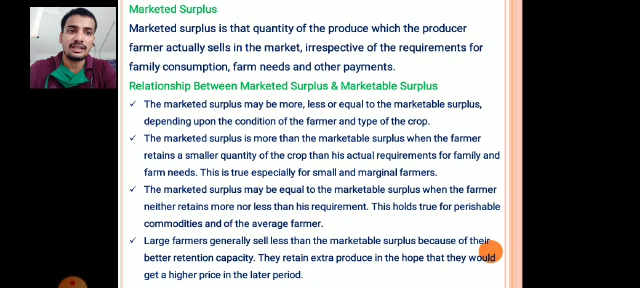 Marketed Surplus
Marketed surplus is that quantity of the produce which the producer
farmer actually sells in the market, irrespective of the requirements for
family consumption, farm needs and other payments.
Relationship Between Marketed Surplus & Marketable Surplus
✓ The marketed surplus may be more, less or equal to the marketable surplus,
depending upon the condition of the farmer and type of the crop.
✓ The marketed surplus is more than the marketable surplus when the farmer
retains a smaller quantity of the crop than his actual requirements for family and
farm needs. This is true especially for small and marginal farmers.
✓ The marketed surplus may be equal to the marketable surplus when the farmer
neither retains more nor less than his requirement. This holds true for perishable
commodities and of the average farmer.
✓ Large farmers generally sell less than the marketable surplus because of their
better retention capacity. They retain extra produce in the hope that they would
get a higher price in the later period.